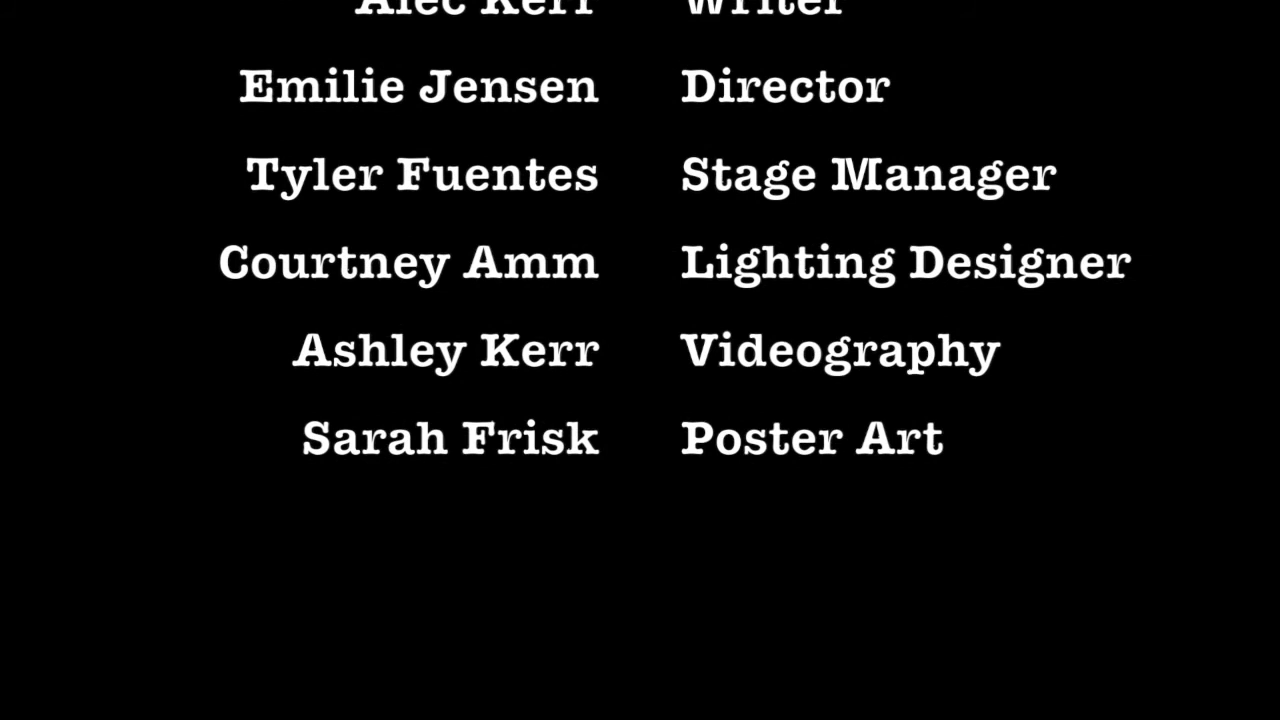 Alec Kerr Writer
Emilie Jensen Director
Tyler Fuentes Stage Manager
Courtney Amm Lighting Designer
Ashley Kerr Videography
Sarah Frisk Poster Art